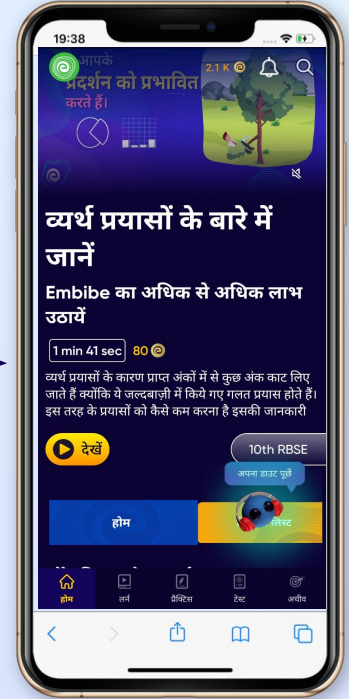 19:38
आपके
प्रदर्शन को प्रभावित
करते हैं।
2.1 K
व्यर्थ प्रयासों के बारे में
जानें
Embibe का अधिक से अधिक लाभ
उठायें
1 min 41 sec 80
व्यर्थ प्रयासों के कारण प्राप्त अंकों में से कुछ अंक काट लिए
जाते हैं क्योंकि ये जल्दबाज़ी में किये गए गलत प्रयास होते हैं।
इस तरह के प्रयासों को कैसे कम करना है इसकी जानकारी
देखें
10th RBSE
अपना डाउट पूछें
होम
लिस्ट
होम लर्न प्रैक्टिस टेस्ट अचीव